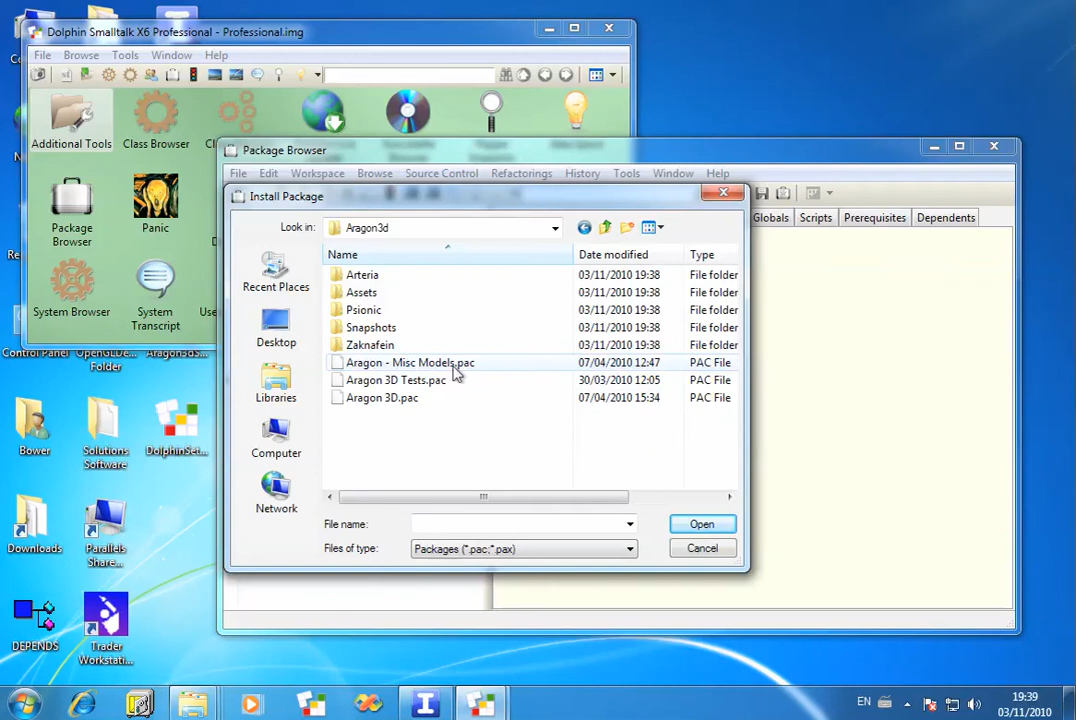 Dolphin Smalltalk X6 Professional - Professional.img
File Browse Tools Window Help
Additional Tools
Class Browser
Package Browser
Panic
System Browser
System Transcript
Package Browser
File Edit Workspace Browse Source Control Refactorings History Tools Window Help
Globals Scripts Prerequisites Dependents
Install Package
Look in: Aragon3d
Name Date modified Type
Arteria 03/11/2010 19:38 File folder
Assets 03/11/2010 19:38 File folder
Psionic 03/11/2010 19:38 File folder
Snapshots 03/11/2010 19:38 File folder
Zaknafein 03/11/2010 19:38 File folder
Aragon - Misc Models.pac 07/04/2010 12:47 PAC File
Aragon 3D Tests.pac 30/03/2010 12:05 PAC File
Aragon 3D.pac 07/04/2010 15:34 PAC File
Recent Places
Desktop
Libraries
Computer
Network
File name:
Open
Files of type: Packages (*.pac;*.pax)
Cancel
Control Panel
Folder
Aragon3dS...
Bower
Solutions Software
DolphinSet...
Downloads
Parallels Share...
DEPENDS
Trader Workstati...
EN
19:39
03/11/2010